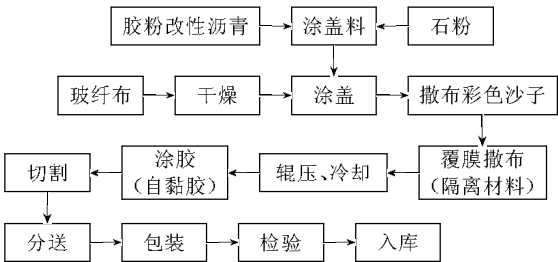 胶粉改性沥青 涂盖料 石粉
玻纤布 干燥 涂盖 撒布彩色沙子
切割 涂胶 辊压、冷却 覆膜撒布
(自黏胶) (隔离材料)
分送 包装 检验 入库